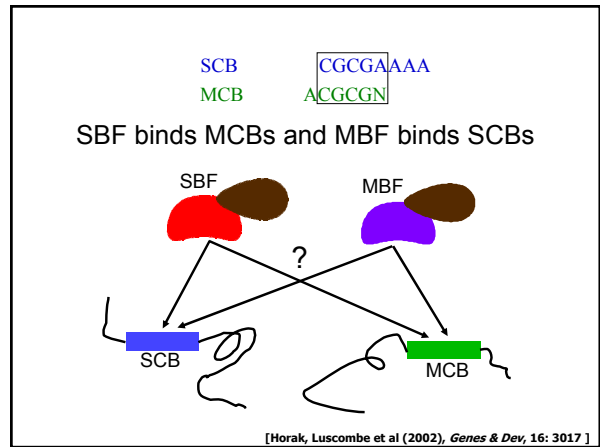 SCB CGCGAAAA
MCB ACGCGN
SBF binds MCBs and MBF binds SCBs
SBF MBF
?
SCB MCB
[Horak, Luscombe et al (2002), Genes & Dev, 16: 3017 ]